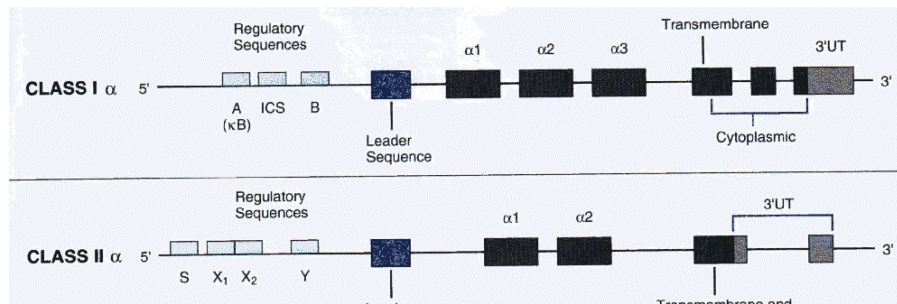 Regulatory
Sequences
Transmembrane
α1
α2
α3
3'UT
CLASS I α
5'
3'
A
(κB)
ICS
B
Leader
Sequence
Cytoplasmic
Regulatory
Sequences
α1
α2
3'UT
CLASS II α
5'
3'
S
X₁
X₂
Y
Transmembrane and